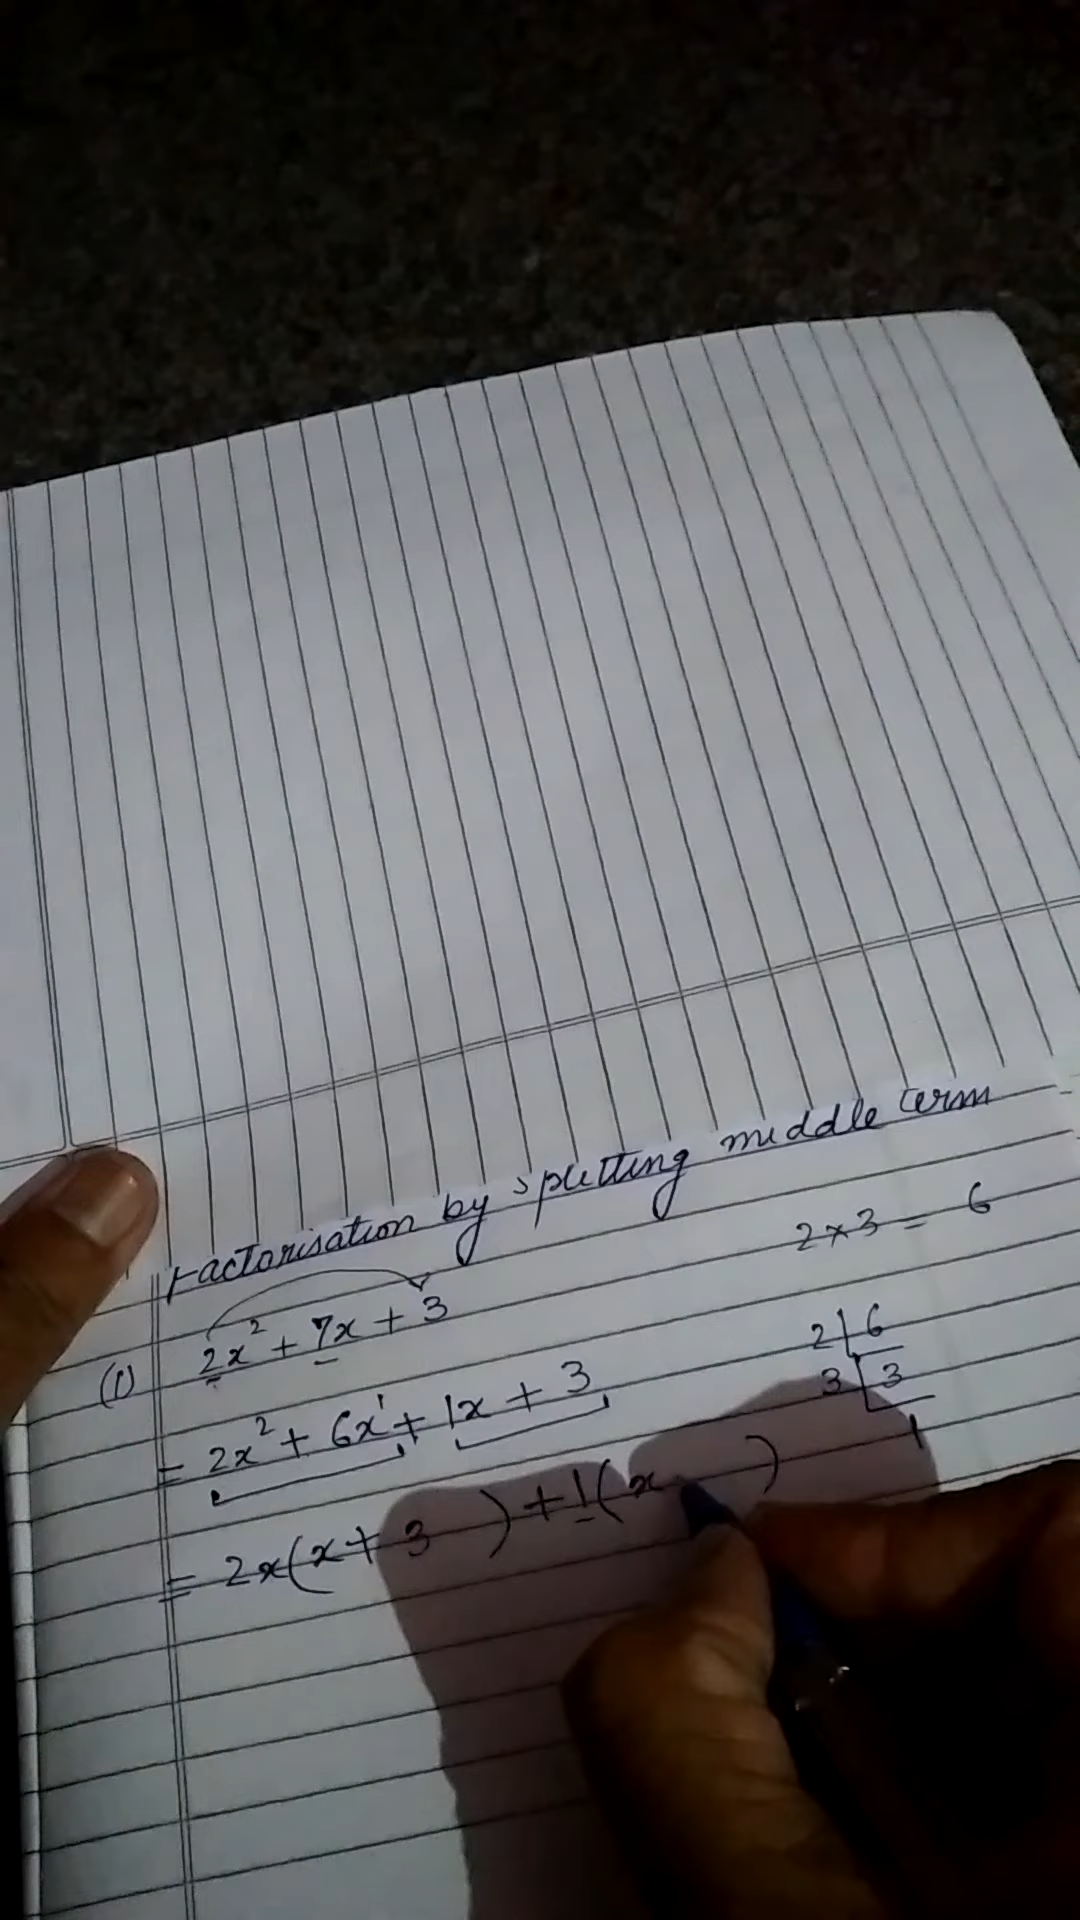 Factorisation by splitting middle term
2 × 3 = 6
(1) 2x² + 7x + 3
2 | 6
3 | 3
1
= 2x² + 6x¹ + 1x + 3
= 2x(x + 3 ) + 1(x )